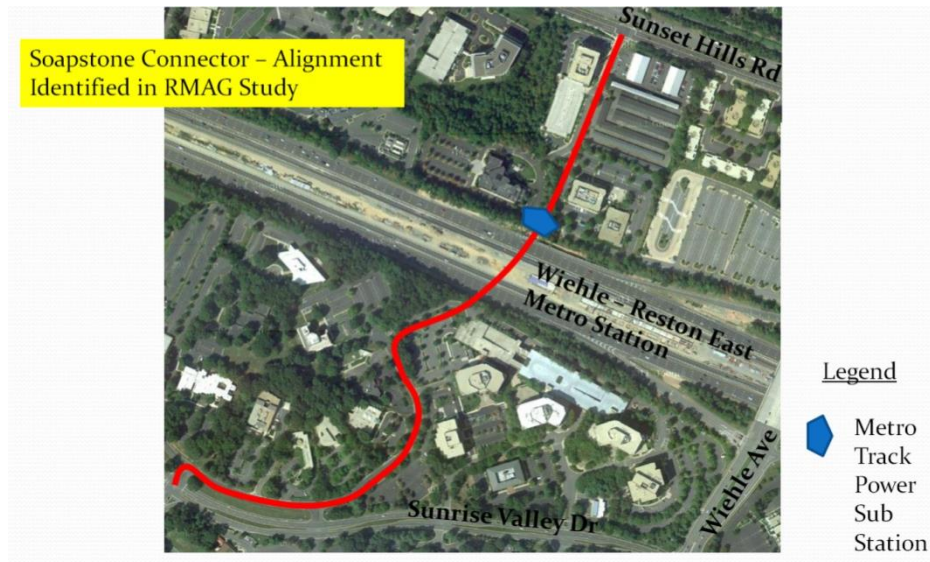 Soapstone Connector – Alignment
Identified in RMAG Study
Sunset Hills Rd
Wiehle – Reston East
Metro Station
Legend
Metro
Track
Power
Sub
Station
Wiehle Ave
Sunrise Valley Dr